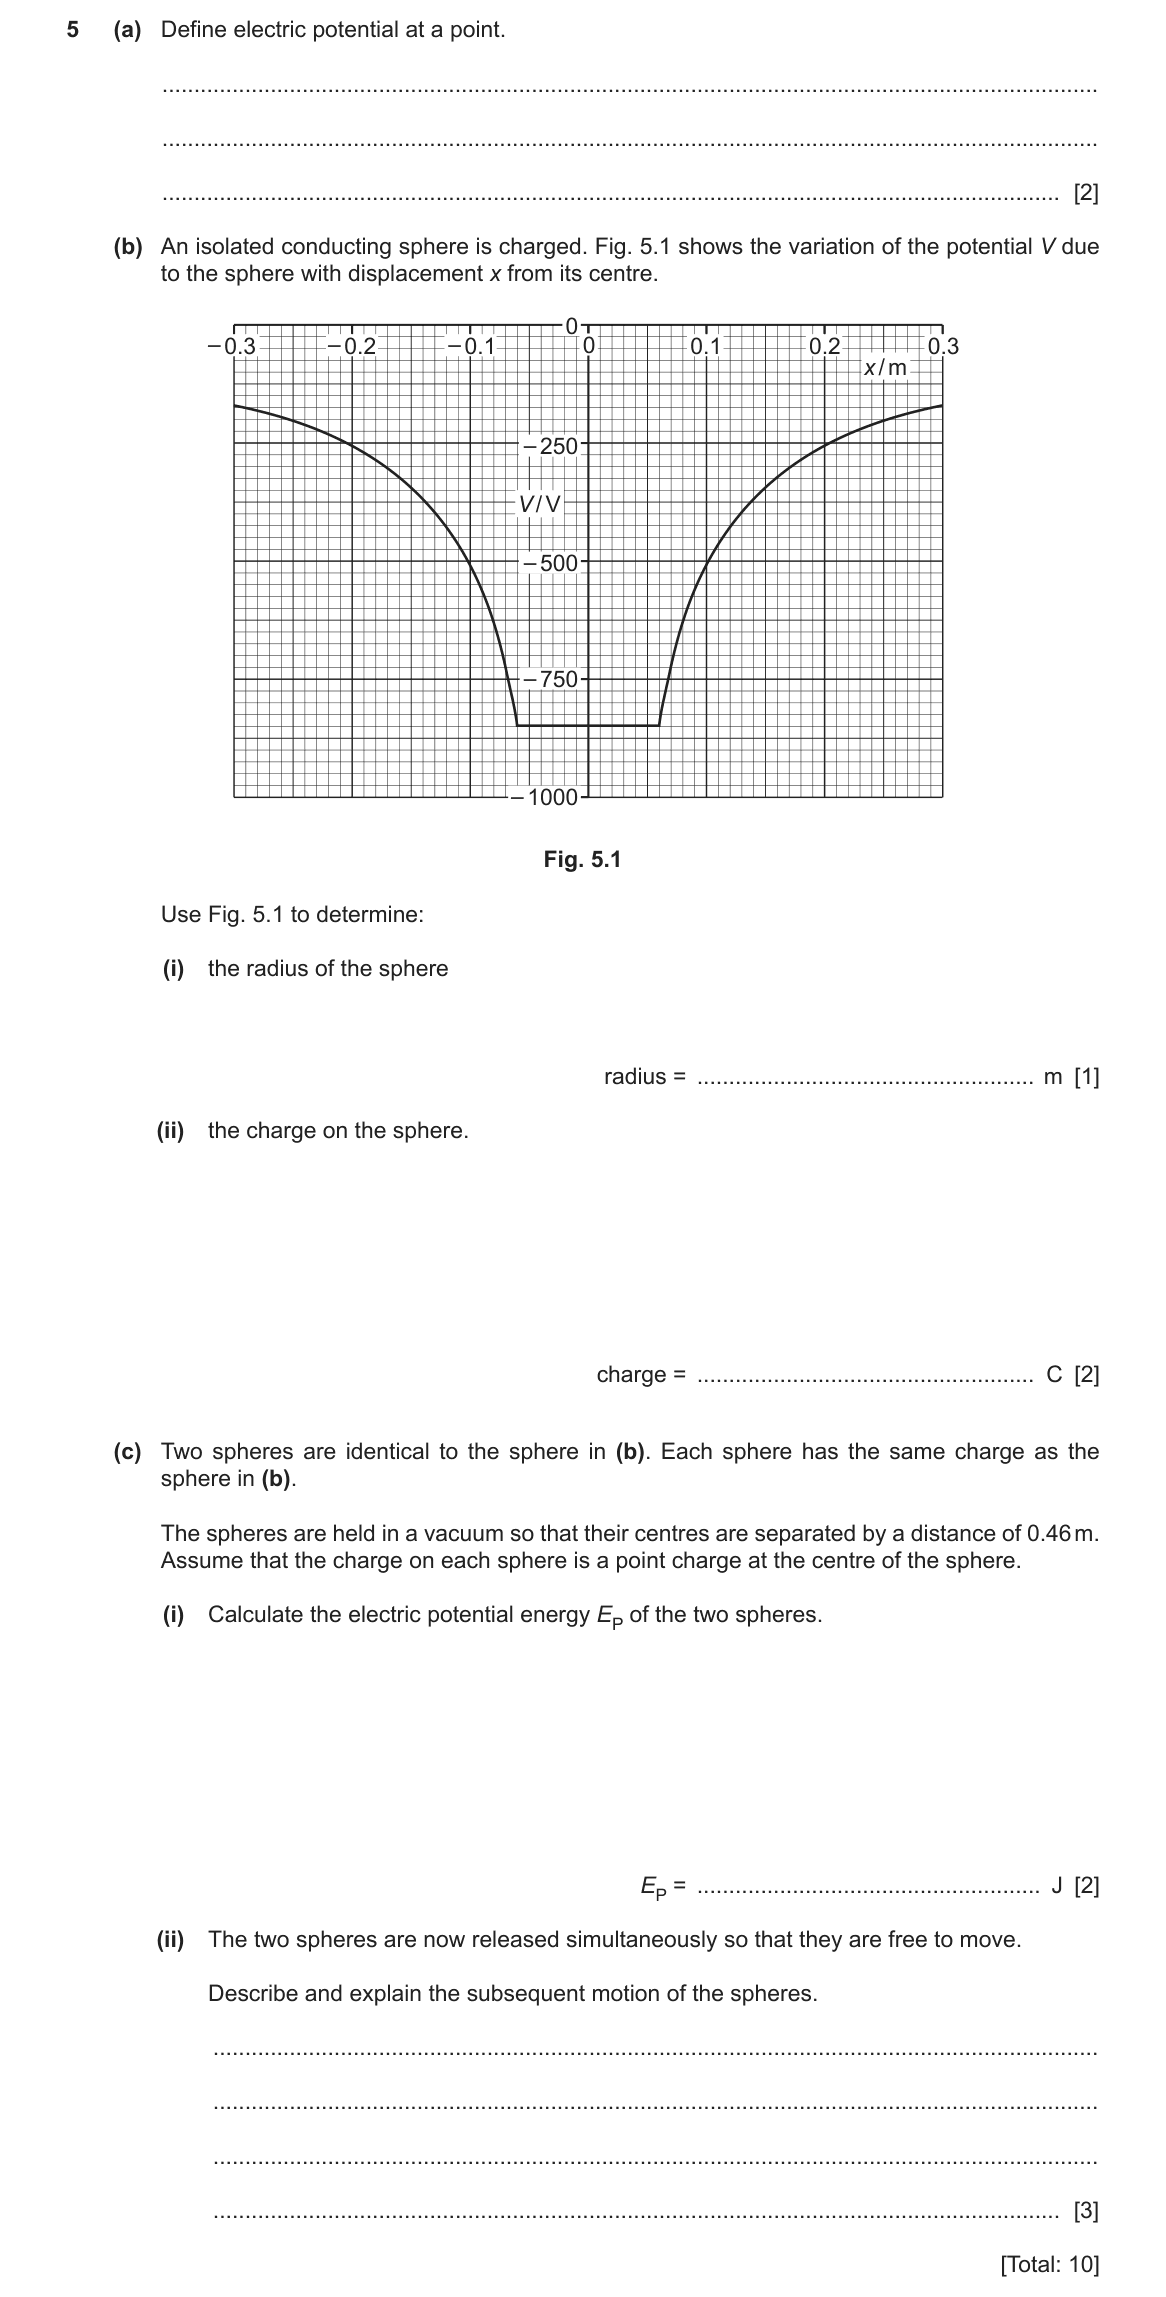 5 (a) Define electric potential at a point.
..........................................................................................................................................
..........................................................................................................................................
.................................................................................................................................... [2]
(b) An isolated conducting sphere is charged. Fig. 5.1 shows the variation of the potential V due
to the sphere with displacement x from its centre.
0
–0.3 –0.2 –0.1 0 0.1 0.2 0.3
x/m
–250
V/V
–500
–750
–1000
Fig. 5.1
Use Fig. 5.1 to determine:
(i) the radius of the sphere
radius = ..................................................... m [1]
(ii) the charge on the sphere.
charge = ..................................................... C [2]
(c) Two spheres are identical to the sphere in (b). Each sphere has the same charge as the
sphere in (b).
The spheres are held in a vacuum so that their centres are separated by a distance of 0.46 m.
Assume that the charge on each sphere is a point charge at the centre of the sphere.
(i) Calculate the electric potential energy EP of the two spheres.
EP = ..................................................... J [2]
(ii) The two spheres are now released simultaneously so that they are free to move.
Describe and explain the subsequent motion of the spheres.
..........................................................................................................................................
..........................................................................................................................................
..........................................................................................................................................
.................................................................................................................................... [3]
[Total: 10]